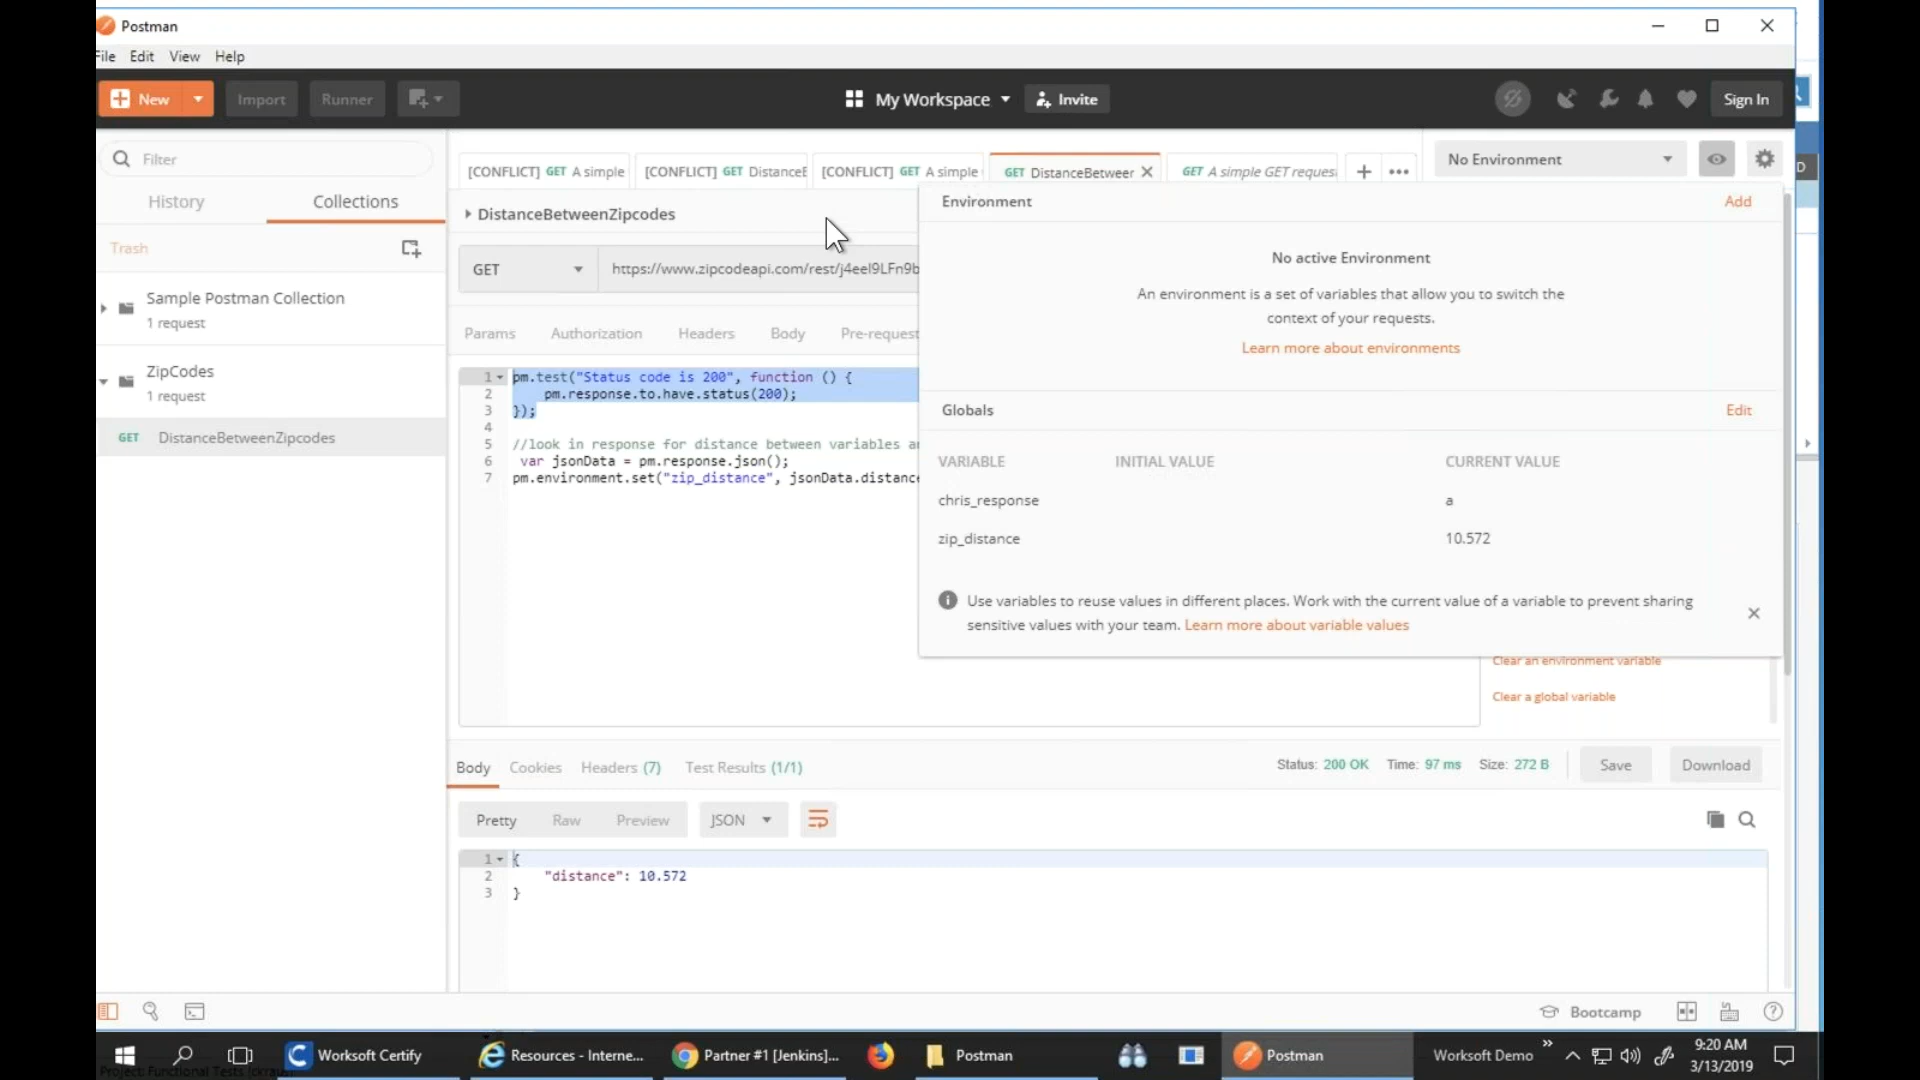 Postman
File Edit View Help
New Import Runner My Workspace Invite Sign In
Filter
History Collections
Trash
Sample Postman Collection
1 request
ZipCodes
1 request
GET DistanceBetweenZipcodes
[CONFLICT] GET A simple [CONFLICT] GET DistanceB [CONFLICT] GET A simple GET DistanceBetweer GET A simple GET reques
No Environment
DistanceBetweenZipcodes
GET https://www.zipcodeapi.com/rest/j4eel9LFn9b
Params Authorization Headers Body Pre-request
1 pm.test("Status code is 200", function () {
2 pm.response.to.have.status(200);
3 });
4
5 //look in response for distance between variables a
6 var jsonData = pm.response.json();
7 pm.environment.set("zip_distance", jsonData.distance
Environment Add
No active Environment
An environment is a set of variables that allow you to switch the
context of your requests.
Learn more about environments
Globals Edit
VARIABLE INITIAL VALUE CURRENT VALUE
chris_response a
zip_distance 10.572
Use variables to reuse values in different places. Work with the current value of a variable to prevent sharing
sensitive values with your team. Learn more about variable values
Clear an environment variable
Clear a global variable
Body Cookies Headers (7) Test Results (1/1) Status: 200 OK Time: 97 ms Size: 272 B Save Download
Pretty Raw Preview JSON
1 {
2 "distance": 10.572
3 }
Bootcamp
Worksoft Certify Resources - Interne... Partner #1 [Jenkins]... Postman Postman Worksoft Demo
9:20 AM
3/13/2019